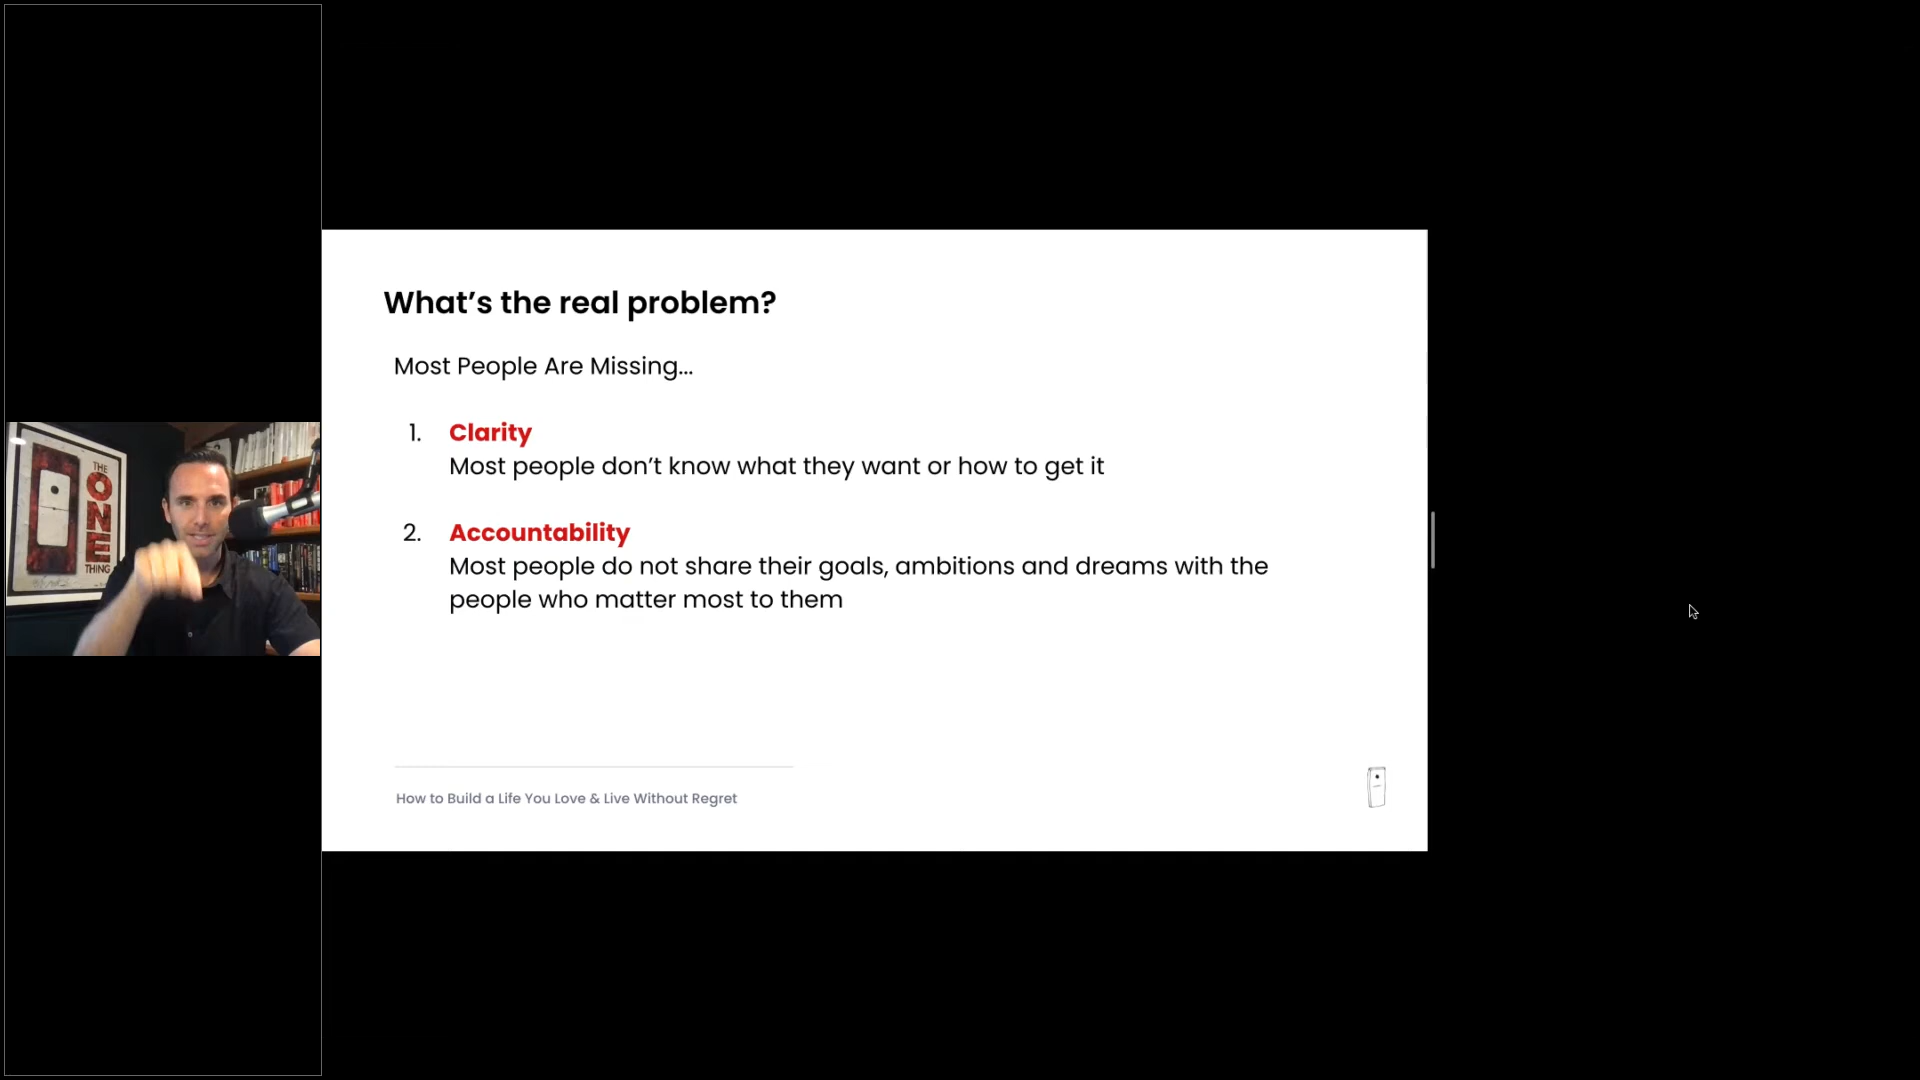 THE
ONE
THING
What’s the real problem?
Most People Are Missing...
1. Clarity
Most people don’t know what they want or how to get it
2. Accountability
Most people do not share their goals, ambitions and dreams with the
people who matter most to them
How to Build a Life You Love & Live Without Regret